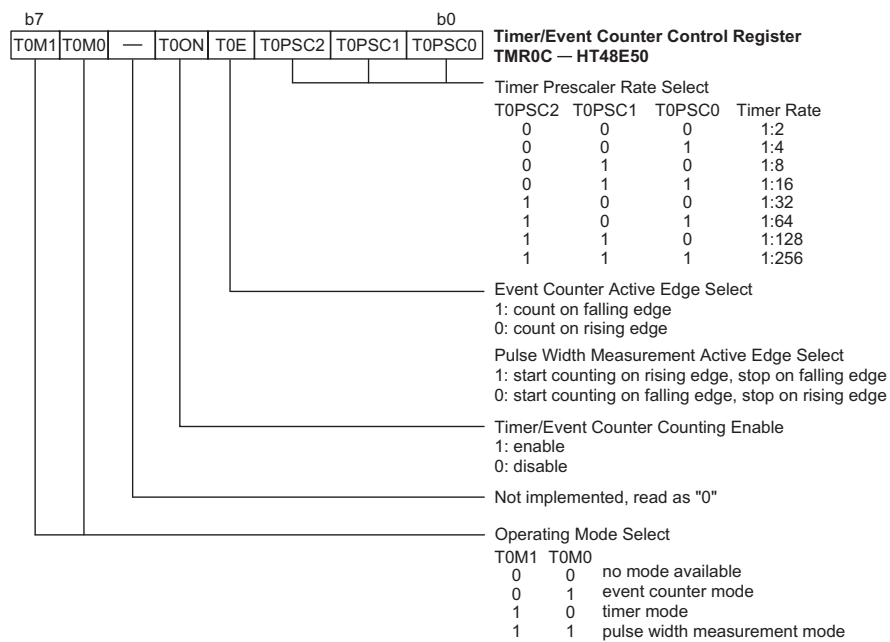 b7 b0
T0M1 T0M0 — T0ON T0E T0PSC2 T0PSC1 T0PSC0
Timer/Event Counter Control Register
TMR0C — HT48E50
Timer Prescaler Rate Select
T0PSC2 T0PSC1 T0PSC0 Timer Rate
0 0 0 1:2
0 0 1 1:4
0 1 0 1:8
0 1 1 1:16
1 0 0 1:32
1 0 1 1:64
1 1 0 1:128
1 1 1 1:256
Event Counter Active Edge Select
1: count on falling edge
0: count on rising edge
Pulse Width Measurement Active Edge Select
1: start counting on rising edge, stop on falling edge
0: start counting on falling edge, stop on rising edge
Timer/Event Counter Counting Enable
1: enable
0: disable
Not implemented, read as "0"
Operating Mode Select
T0M1 T0M0
0 0 no mode available
0 1 event counter mode
1 0 timer mode
1 1 pulse width measurement mode